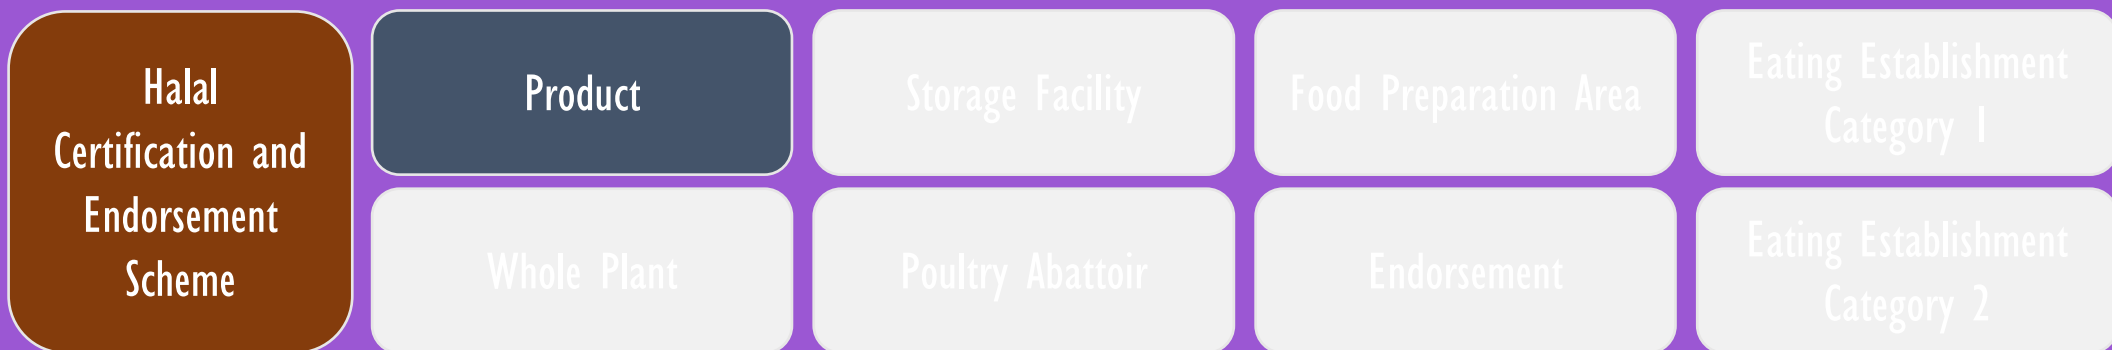 Halal
Certification and
Endorsement
Scheme
Product
Storage Facility
Food Preparation Area
Eating Establishment
Category 1
Whole Plant
Poultry Abattoir
Endorsement
Eating Establishment
Category 2